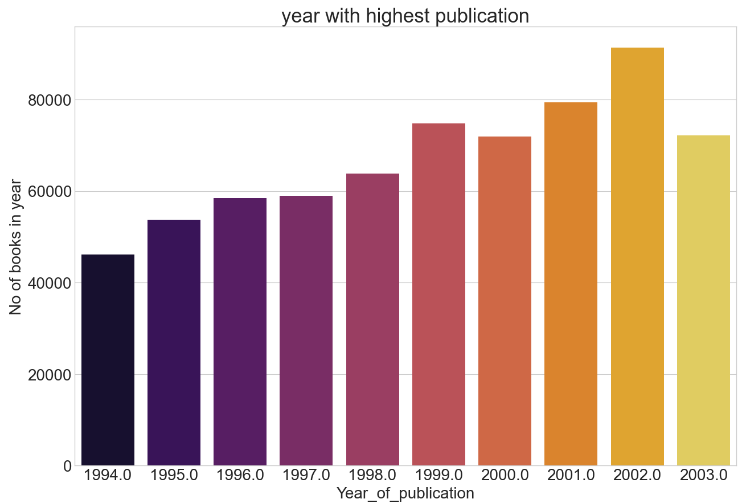 year with highest publication
No of books in year
80000
60000
40000
20000
0
1994.0 1995.0 1996.0 1997.0 1998.0 1999.0 2000.0 2001.0 2002.0 2003.0
Year_of_publication